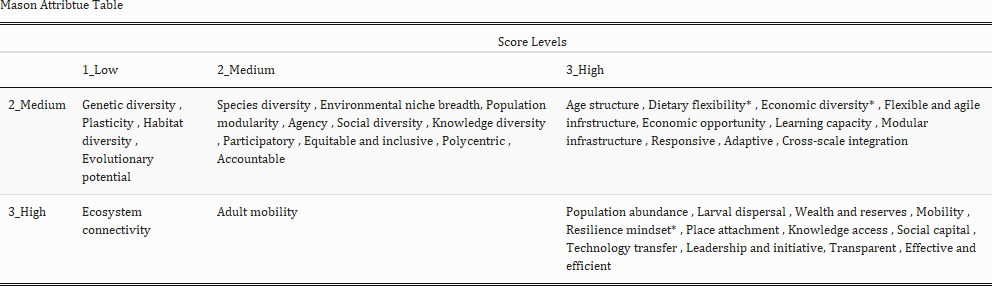 Mason Attribtue Table
Score Levels
1_Low 2_Medium 3_High
2_Medium Genetic diversity , Species diversity , Environmental niche breadth, Population Age structure , Dietary flexibility* , Economic diversity* , Flexible and agile
Plasticity , Habitat modularity , Agency , Social diversity , Knowledge diversity infrstructure, Economic opportunity , Learning capacity , Modular
diversity , , Participatory , Equitable and inclusive , Polycentric , infrastructure , Responsive , Adaptive , Cross-scale integration
Evolutionary Accountable
potential
3_High Ecosystem Adult mobility Population abundance , Larval dispersal , Wealth and reserves , Mobility ,
connectivity Resilience mindset* , Place attachment , Knowledge access , Social capital ,
Technology transfer , Leadership and initiative, Transparent , Effective and
efficient